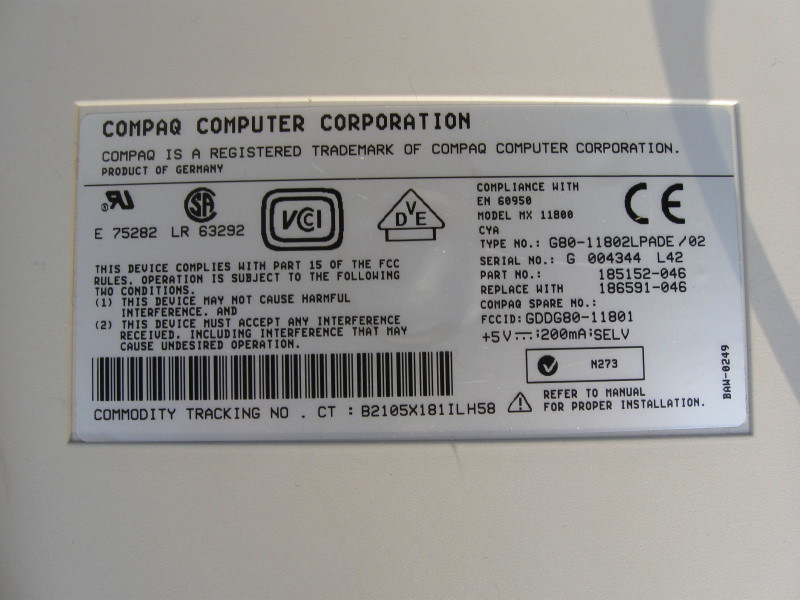 COMPAQ COMPUTER CORPORATION
COMPAQ IS A REGISTERED TRADEMARK OF COMPAQ COMPUTER CORPORATION.
PRODUCT OF GERMANY
E 75282 LR 63292
VCCI
DVE
THIS DEVICE COMPLIES WITH PART 15 OF THE FCC
RULES. OPERATION IS SUBJECT TO THE FOLLOWING
TWO CONDITIONS.
(1) THIS DEVICE MAY NOT CAUSE HARMFUL
INTERFERENCE. AND
(2) THIS DEVICE MUST ACCEPT ANY INTERFERENCE
RECEIVED. INCLUDING INTERFERENCE THAT MAY
CAUSE UNDESIRED OPERATION.
COMMODITY TRACKING NO . CT : B2105X181ILH58
COMPLIANCE WITH
EN 60950
MODEL MX 11800
CYA
CE
TYPE NO.: G80-11802LPADE/02
SERIAL NO.: G 004344 L42
PART NO.: 185152-046
REPLACE WITH 186591-046
COMPAQ SPARE NO.:
FCCID: GDDG80-11801
+5V⎓:200mA:SELV
N273
REFER TO MANUAL
FOR PROPER INSTALLATION.
BAW-0249